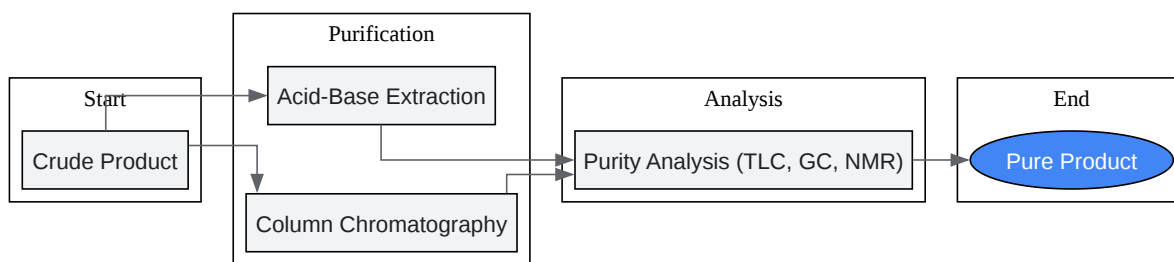 Start
Crude Product
Purification
Acid-Base Extraction
Column Chromatography
Analysis
Purity Analysis (TLC, GC, NMR)
End
Pure Product